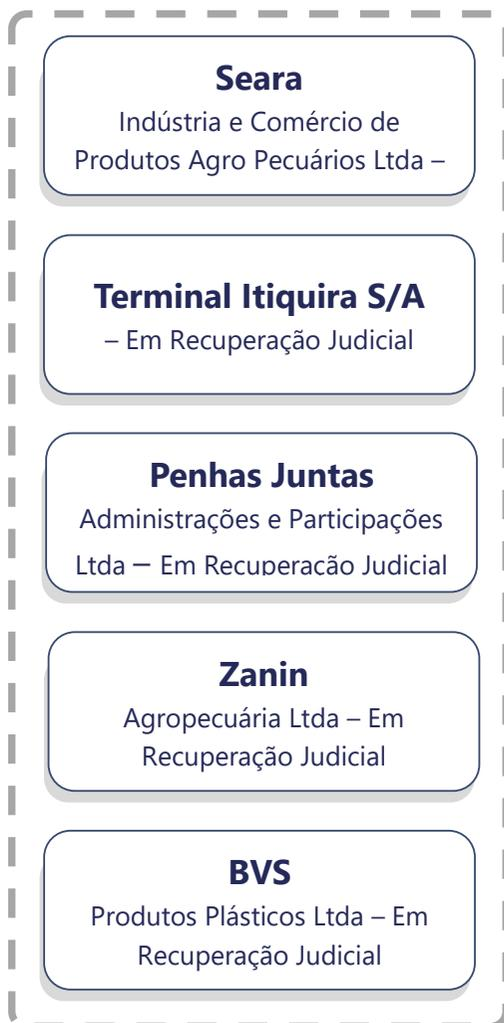 Seara
Indústria e Comércio de
Produtos Agro Pecuários Ltda –
Terminal Itiquira S/A
– Em Recuperação Judicial
Penhas Juntas
Administrações e Participações
Ltda – Em Recuperação Judicial
Zanin
Agropecuária Ltda – Em
Recuperação Judicial
BVS
Produtos Plásticos Ltda – Em
Recuperação Judicial